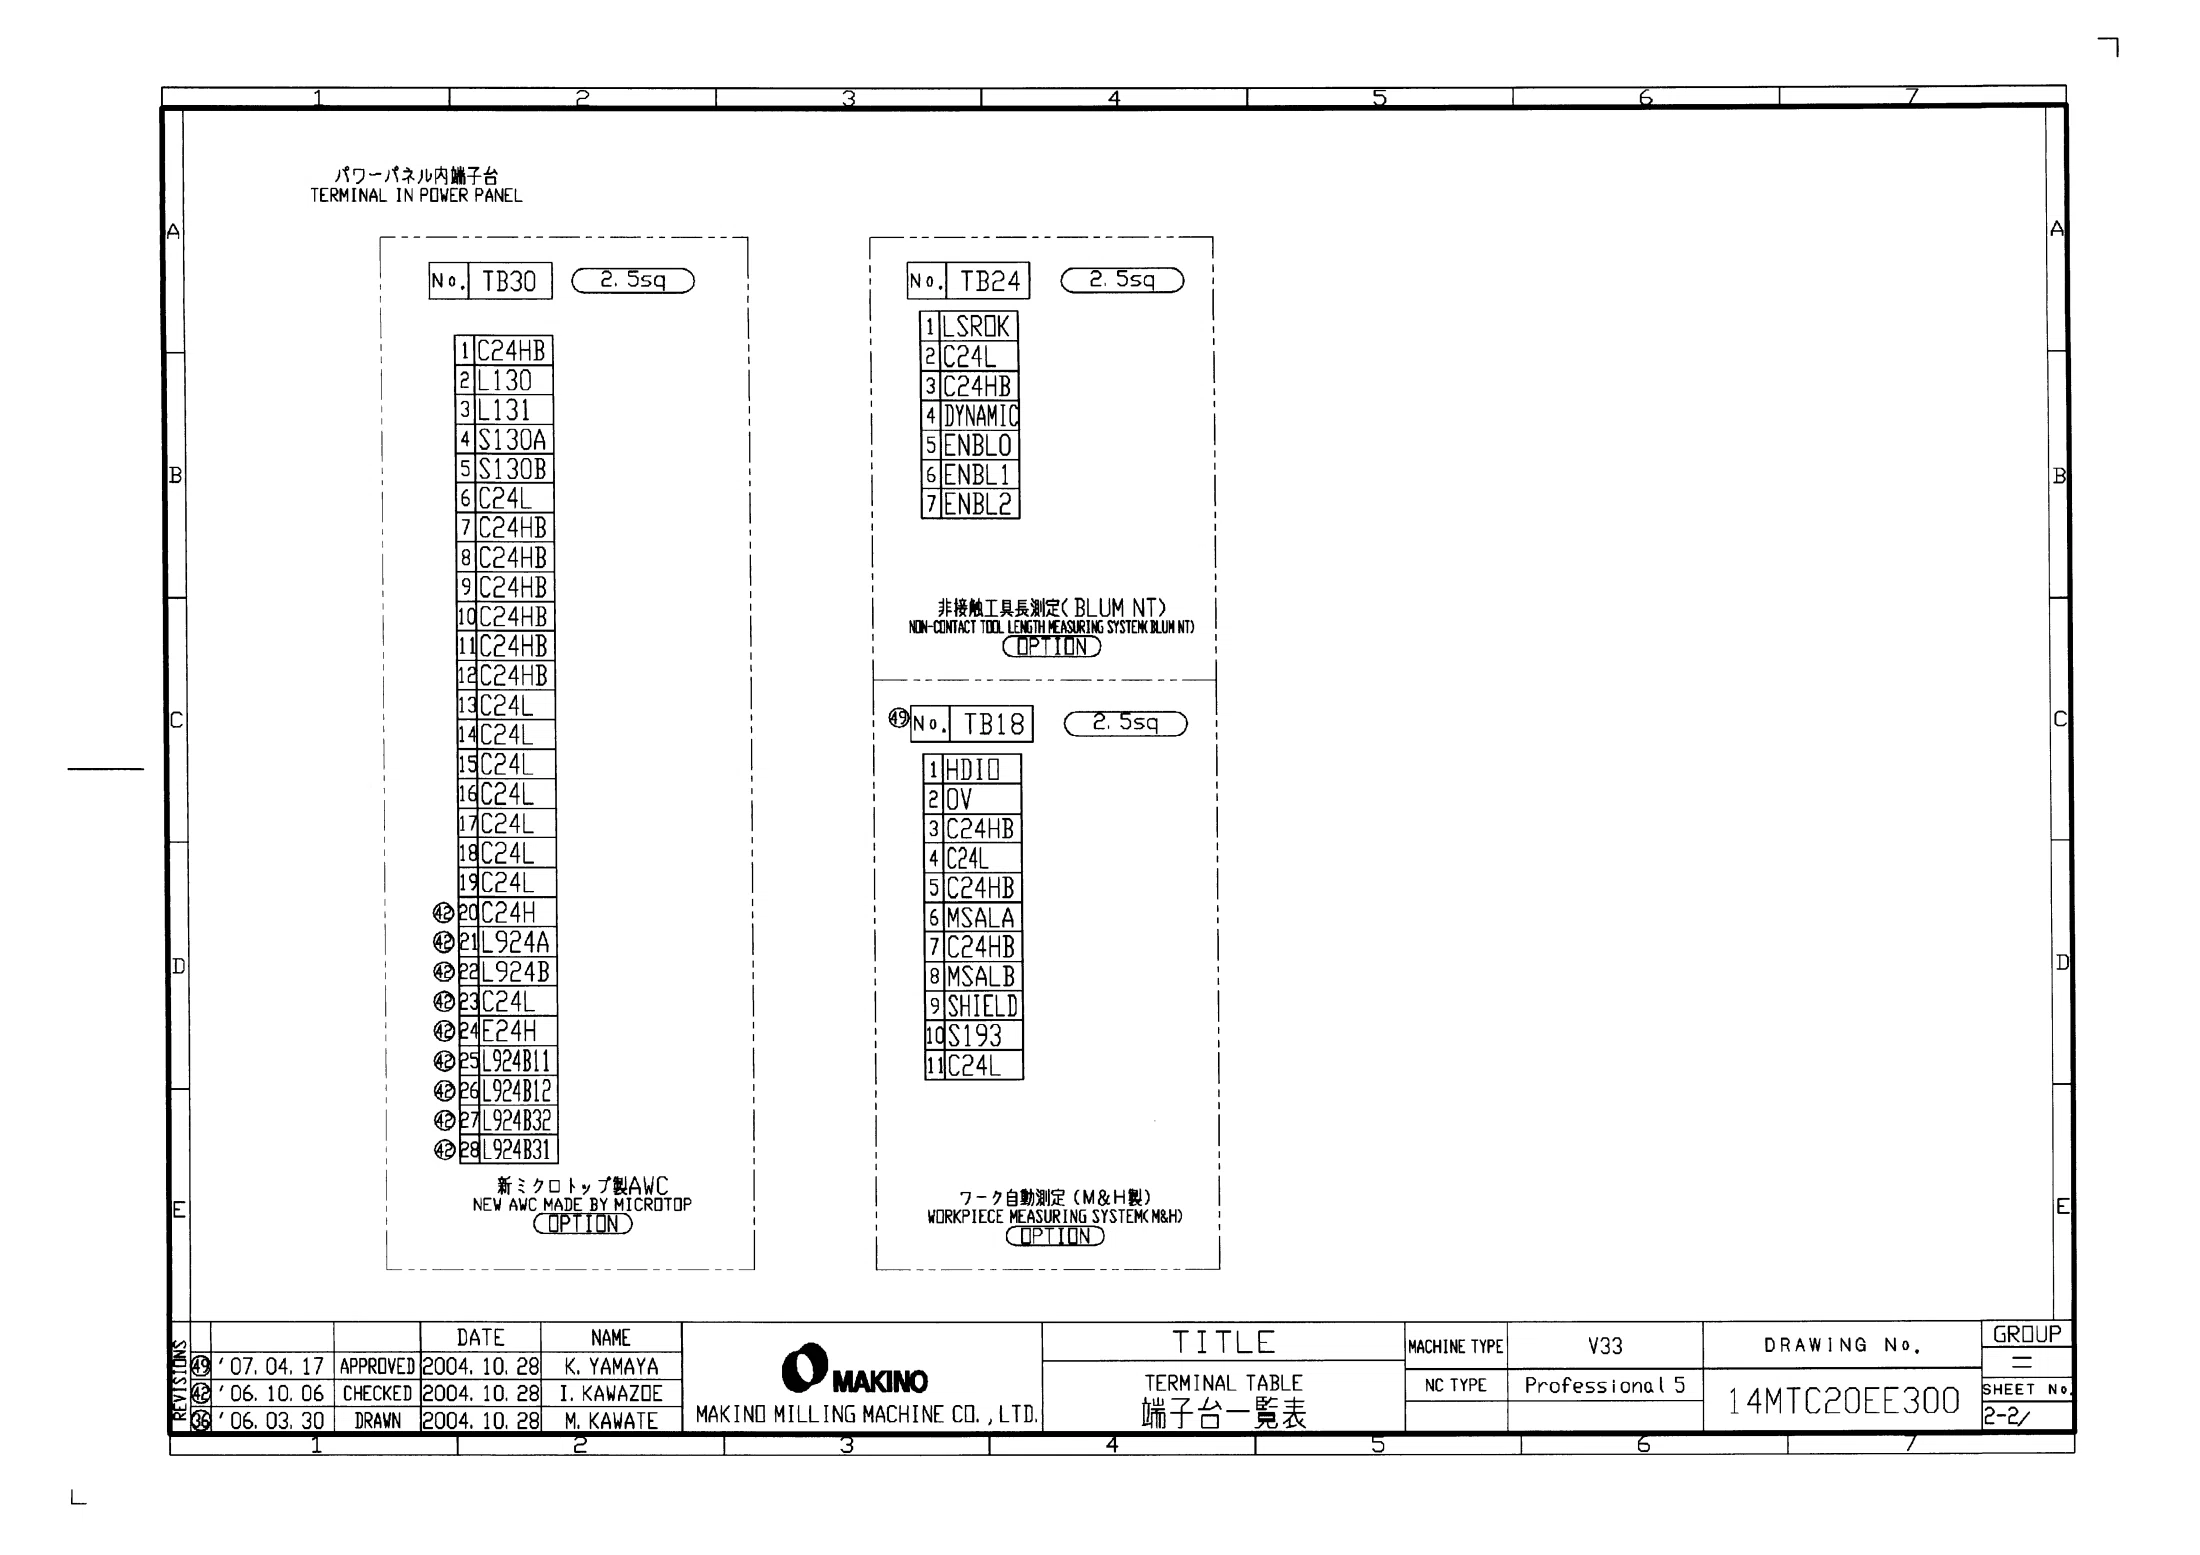 1 2 3 4 5 6 7
パワーパネル内端子台
TERMINAL IN POWER PANEL
A A
B B
C C
D D
E E
No. TB30 2.5sq
1 C24HB
2 L130
3 L131
4 S130A
5 S130B
6 C24L
7 C24HB
8 C24HB
9 C24HB
10 C24HB
11 C24HB
12 C24HB
13 C24L
14 C24L
15 C24L
16 C24L
17 C24L
18 C24L
19 C24L
㊷ 20 C24H
㊷ 21 L924A
㊷ 22 L924B
㊷ 23 C24L
㊷ 24 E24H
㊷ 25 L924B11
㊷ 26 L924B12
㊷ 27 L924B32
㊷ 28 L924B31
新ミクロトップ製AWC
NEW AWC MADE BY MICROTOP
OPTION
No. TB24 2.5sq
1 LSROK
2 C24L
3 C24HB
4 DYNAMIC
5 ENBL0
6 ENBL1
7 ENBL2
非接触工具長測定(BLUM NT)
NON-CONTACT TOOL LENGTH MEASURING SYSTEM(BLUM NT)
OPTION
㊾ No. TB18 2.5sq
1 HDIO
2 0V
3 C24HB
4 C24L
5 C24HB
6 MSALA
7 C24HB
8 MSALB
9 SHIELD
10 S193
11 C24L
ワーク自動測定(M&H製)
WORKPIECE MEASURING SYSTEM(M&H)
OPTION
REVISIONS
DATE NAME
㊾ '07.04.17 APPROVED 2004.10.28 K. YAMAYA
㊷ '06.10.06 CHECKED 2004.10.28 I. KAWAZOE
㊱ '06.03.30 DRAWN 2004.10.28 M. KAWATE
MAKINO
MAKINO MILLING MACHINE CO.,LTD.
TITLE
TERMINAL TABLE
端子台一覧表
MACHINE TYPE V33
NC TYPE Professional 5
DRAWING No.
14MTC20EE300
GROUP
二
SHEET No.
2-2/
1 2 3 4 5 6 7